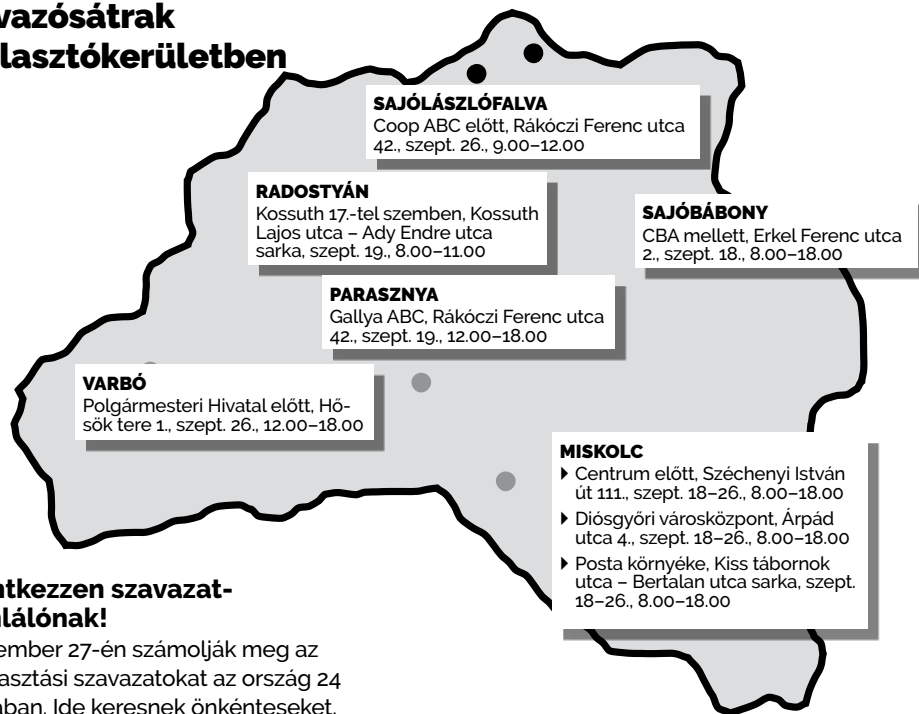 vazósátrak
lasztókerületben
SAJÓLÁSZLÓFALVA
Coop ABC előtt, Rákóczi Ferenc utca
42., szept. 26., 9.00–12.00
RADOSTYÁN
Kossuth 17.-tel szemben, Kossuth
Lajos utca – Ady Endre utca
sarka, szept. 19., 8.00–11.00
SAJÓBÁBONY
CBA mellett, Erkel Ferenc utca
2., szept. 18., 8.00–18.00
PARASZNYA
Gallya ABC, Rákóczi Ferenc utca
42., szept. 19., 12.00–18.00
VARBÓ
Polgármesteri Hivatal előtt, Hő-
sök tere 1., szept. 26., 12.00–18.00
MISKOLC
Centrum előtt, Széchenyi István
út 111., szept. 18–26., 8.00–18.00
Diósgyőri városközpont, Árpád
utca 4., szept. 18–26., 8.00–18.00
Posta környéke, Kiss tábornok
utca – Bertalan utca sarka, szept.
18–26., 8.00–18.00
ntkezzen szavazat-
nlálónak!
ember 27-én számolják meg az
asztási szavazatokat az ország 24
ában. Ide keresnek önkénteseket.